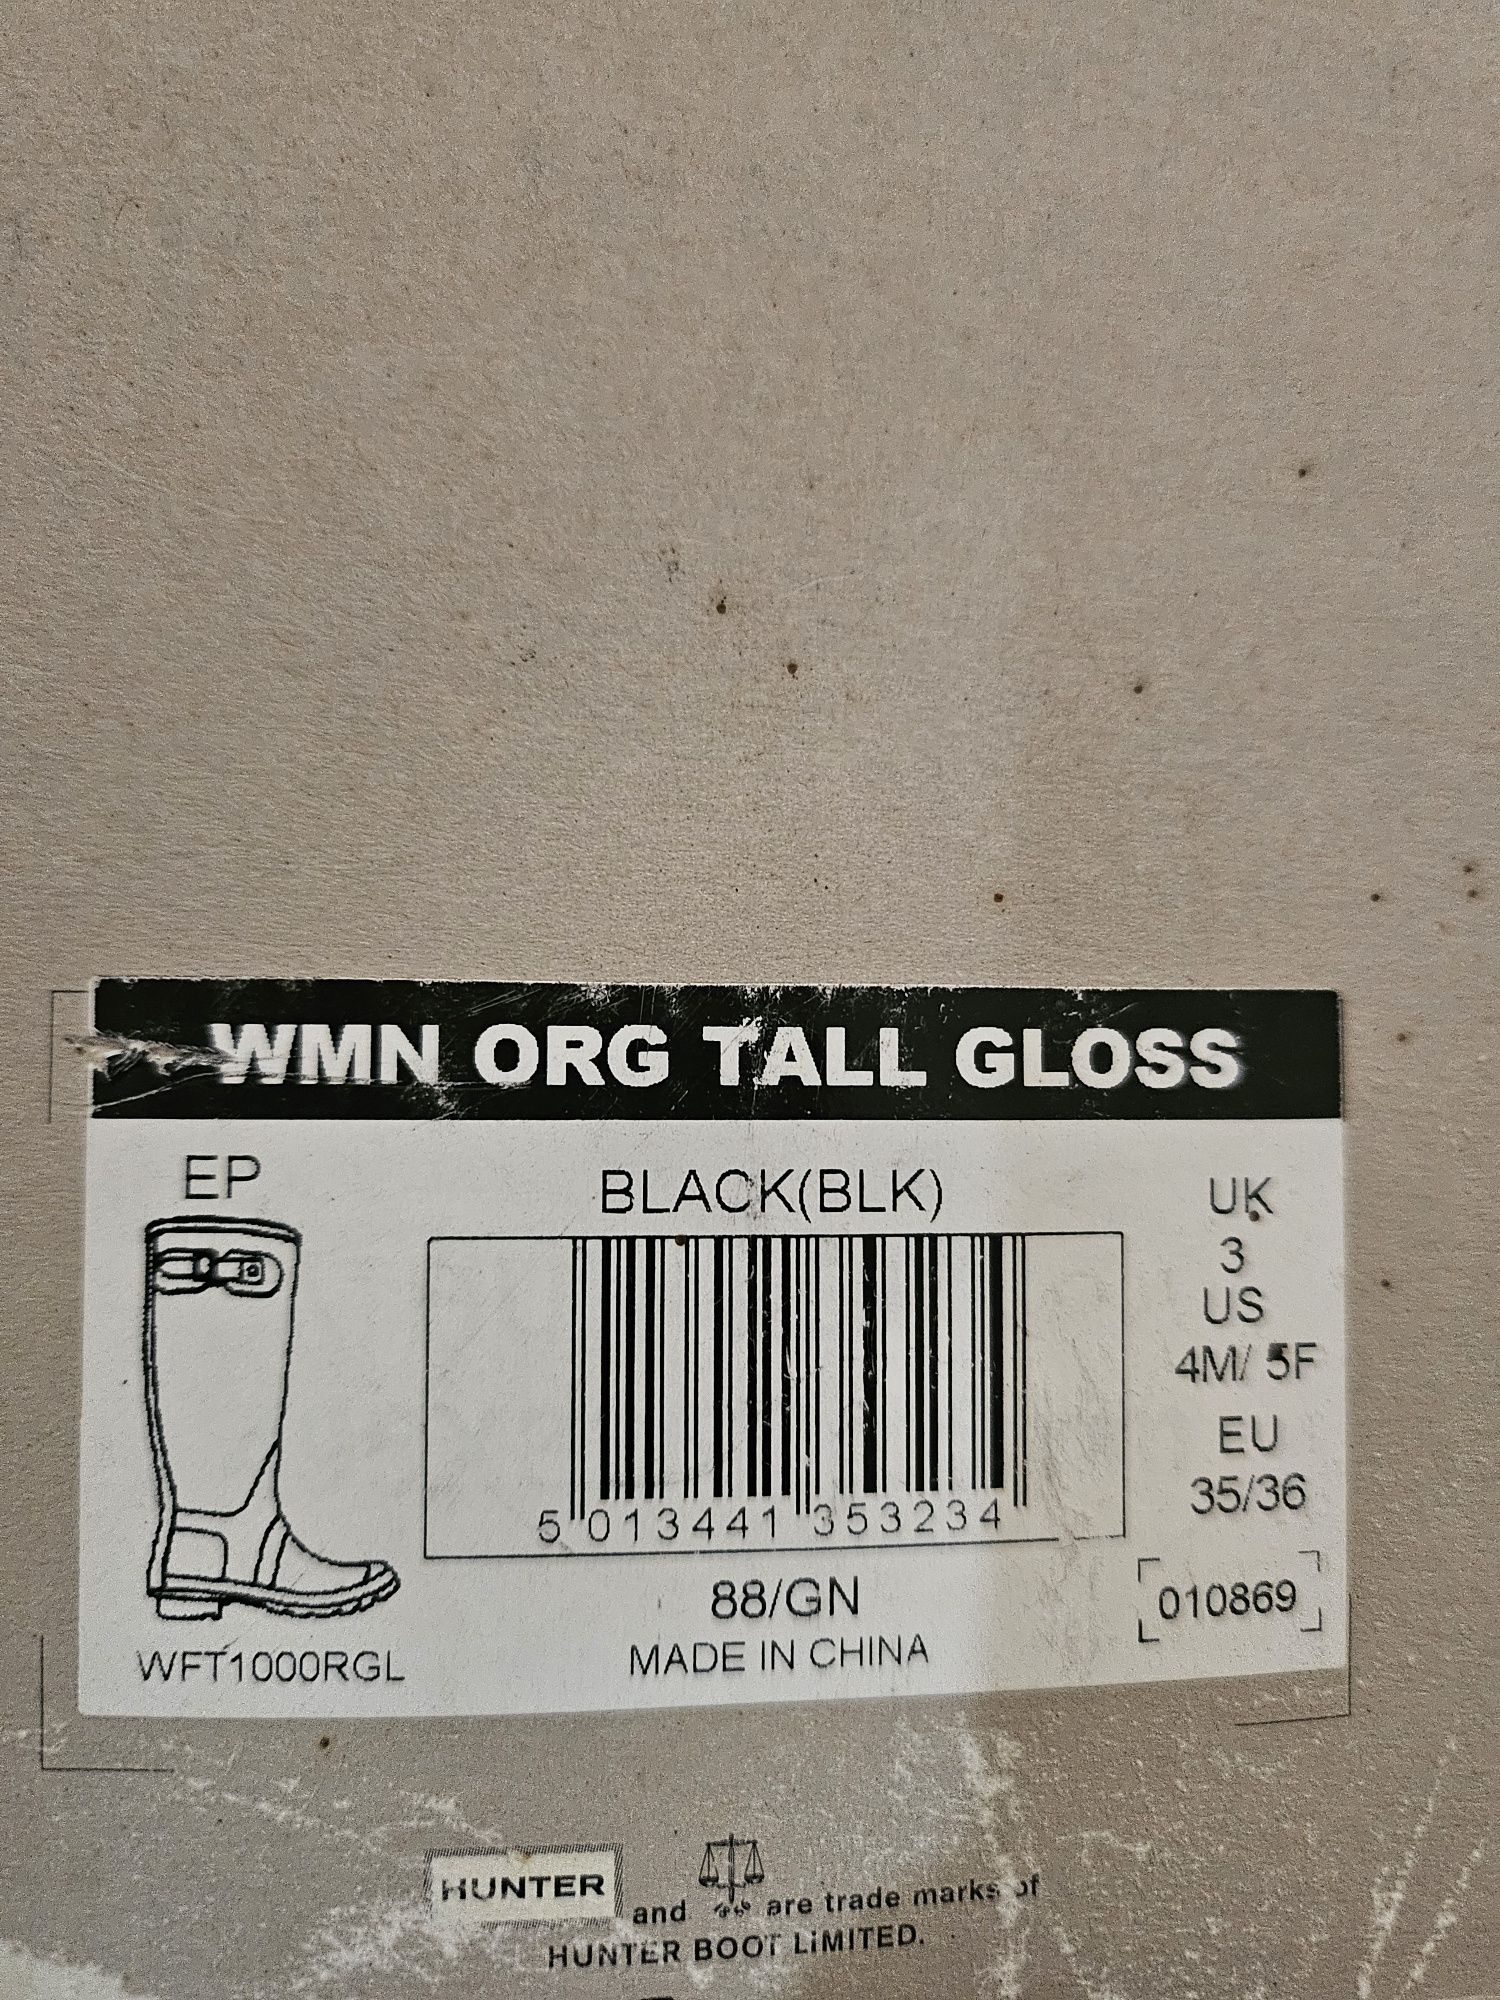 WMN ORG TALL GLOSS
EP
BLACK(BLK)
UK
3
US
4M/ 5F
EU
35/36
5 013441 353234
88/GN
010869
WFT1000RGL
MADE IN CHINA
HUNTER and are trade marks of
HUNTER BOOT LIMITED.